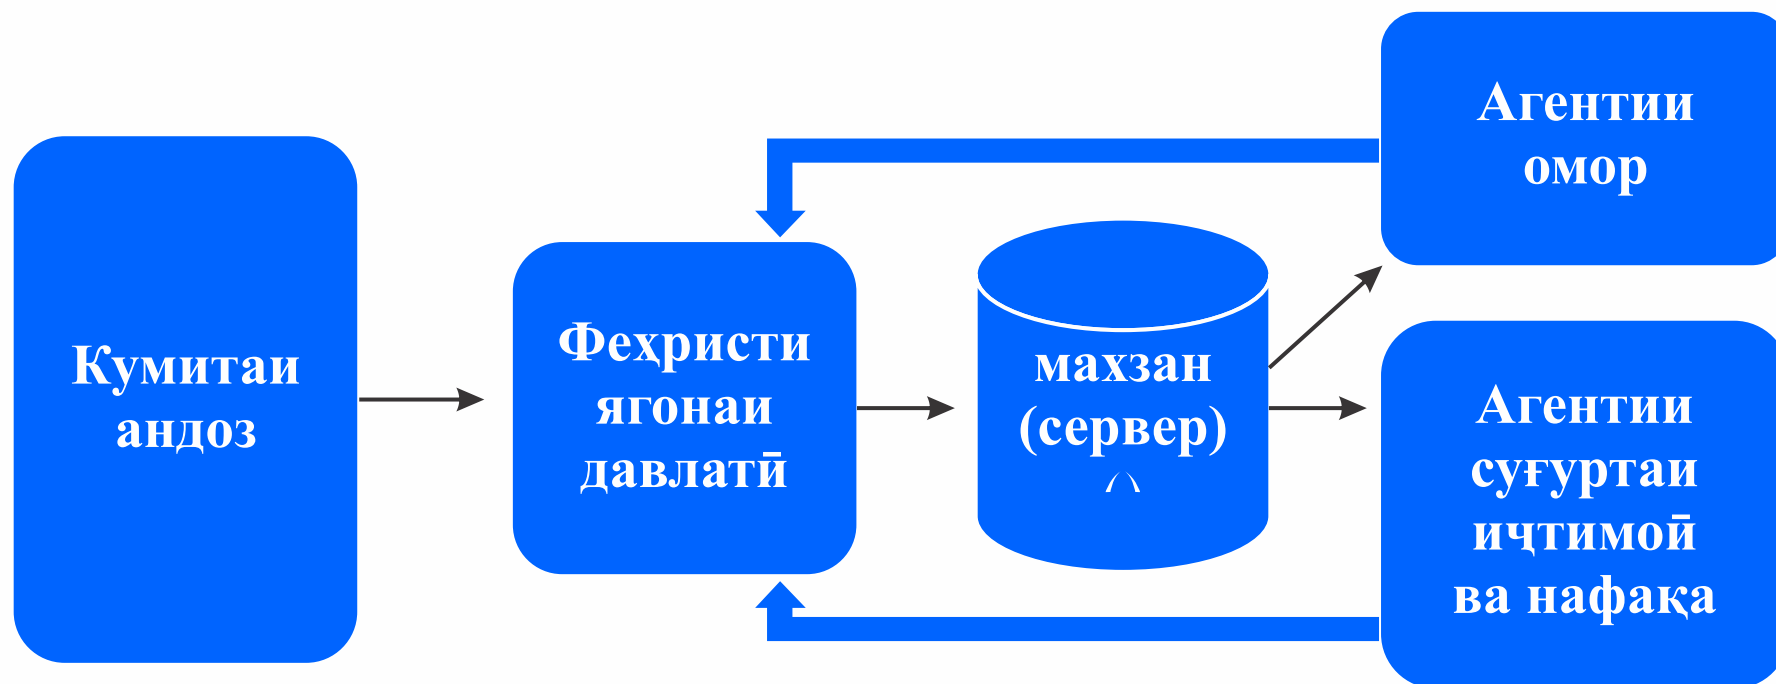 Кумитаи
андоз
Феҳристи
ягонаи
давлатӣ
махзан
(сервер)
Агентии
омор
Агентии
суғуртаи
иҷтимоӣ
ва нафақа